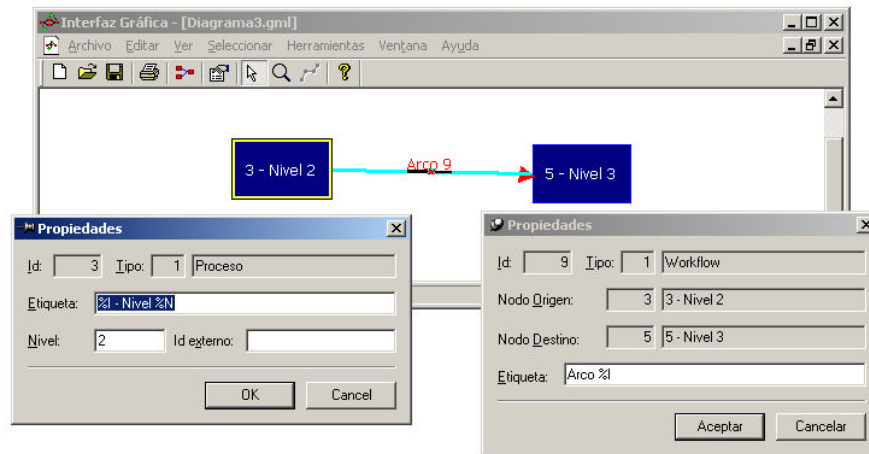 Interfaz Gráfica - [Diagrama3.gml]
Archivo Editar Ver Seleccionar Herramientas Ventana Ayuda
3 - Nivel 2
Arco 9
5 - Nivel 3
Propiedades
Id: 3 Tipo: 1 Proceso
Etiqueta: %I - Nivel %N
Nivel: 2 Id externo:
OK Cancel
Propiedades
Id: 9 Tipo: 1 Workflow
Nodo Origen: 3 3 - Nivel 2
Nodo Destino: 5 5 - Nivel 3
Etiqueta: Arco %I
Aceptar Cancelar